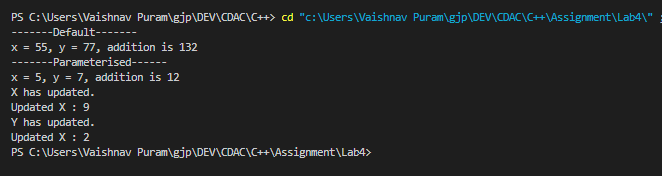 PS C:\Users\Vaishnav Puram\gjp\DEV\CDAC\C++> cd "c:\Users\Vaishnav Puram\gjp\DEV\CDAC\C++\Assignment\Lab4\"
-------Default-------
x = 55, y = 77, addition is 132
-------Parameterised------
x = 5, y = 7, addition is 12
X has updated.
Updated X : 9
Y has updated.
Updated X : 2
PS C:\Users\Vaishnav Puram\gjp\DEV\CDAC\C++\Assignment\Lab4>